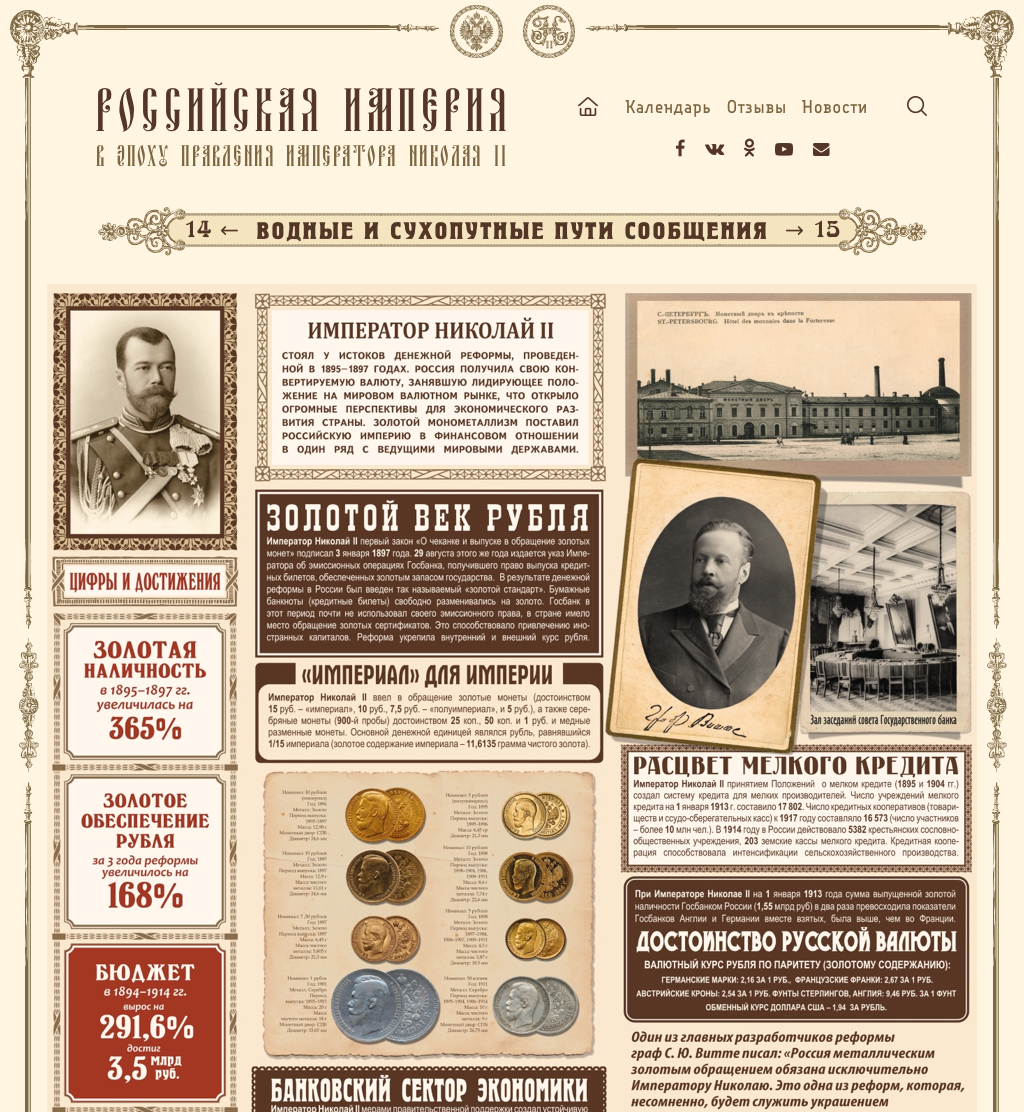 РОССИЙСКАЯ ИМПЕРИЯ
В ЭПОХУ ПРАВЛЕНИЯ ИМПЕРАТОРА НИКОЛАЯ II
Календарь Отзывы Новости
14 ← ВОДНЫЕ И СУХОПУТНЫЕ ПУТИ СООБЩЕНИЯ → 15
ЦИФРЫ И ДОСТИЖЕНИЯ
ЗОЛОТАЯ
НАЛИЧНОСТЬ
в 1895–1897 гг.
увеличилась на
365%
ЗОЛОТОЕ
ОБЕСПЕЧЕНИЕ
РУБЛЯ
за 3 года реформы
увеличилось на
168%
БЮДЖЕТ
в 1894–1914 гг.
вырос на
291,6%
достиг
3,5 млрд
руб.
ИМПЕРАТОР НИКОЛАЙ II
СТОЯЛ У ИСТОКОВ ДЕНЕЖНОЙ РЕФОРМЫ, ПРОВЕДЕН-
НОЙ В 1895–1897 ГОДАХ. РОССИЯ ПОЛУЧИЛА СВОЮ КОН-
ВЕРТИРУЕМУЮ ВАЛЮТУ, ЗАНЯВШУЮ ЛИДИРУЮЩЕЕ ПОЛО-
ЖЕНИЕ НА МИРОВОМ ВАЛЮТНОМ РЫНКЕ, ЧТО ОТКРЫЛО
ОГРОМНЫЕ ПЕРСПЕКТИВЫ ДЛЯ ЭКОНОМИЧЕСКОГО РАЗ-
ВИТИЯ СТРАНЫ. ЗОЛОТОЙ МОНОМЕТАЛЛИЗМ ПОСТАВИЛ
РОССИЙСКУЮ ИМПЕРИЮ В ФИНАНСОВОМ ОТНОШЕНИИ
В ОДИН РЯД С ВЕДУЩИМИ МИРОВЫМИ ДЕРЖАВАМИ.
ЗОЛОТОЙ ВЕК РУБЛЯ
Император Николай II первый закон «О чеканке и выпуске в обращение золотых
монет» подписал 3 января 1897 года. 29 августа этого же года издается указ Импе-
ратора об эмиссионных операциях Госбанка, получившего право выпуска кредит-
ных билетов, обеспеченных золотым запасом государства. В результате денежной
реформы в России был введен так называемый «золотой стандарт». Бумажные
банкноты (кредитные билеты) свободно разменивались на золото. Госбанк в
этот период почти не использовал своего эмиссионного права, в стране имело
место обращение золотых сертификатов. Это способствовало привлечению ино-
странных капиталов. Реформа укрепила внутренний и внешний курс рубля.
«ИМПЕРИАЛ» ДЛЯ ИМПЕРИИ
Император Николай II ввел в обращение золотые монеты (достоинством
15 руб. – «империал», 10 руб., 7,5 руб. – «полуимпериал», и 5 руб.), а также сере-
бряные монеты (900-й пробы) достоинством 25 коп., 50 коп. и 1 руб. и медные
разменные монеты. Основной денежной единицей являлся рубль, равнявшийся
1/15 империала (золотое содержание империала – 11,6135 грамма чистого золота).
БАНКОВСКИЙ СЕКТОР ЭКОНОМИКИ
Император Николай II мерами правительственной поддержки создал устойчивую
С.-ПЕТЕРБУРГЪ. Монетный дворъ въ крѣпости
ST.-PETERSBOURG. Hôtel des monnaies dans la Forteresse
МОНЕТНЫЙ ДВОРЪ
Зал заседаний совета Государственного банка
РАСЦВЕТ МЕЛКОГО КРЕДИТА
Император Николай II принятием Положений о мелком кредите (1895 и 1904 гг.)
создал систему кредита для мелких производителей. Число учреждений мелкого
кредита на 1 января 1913 г. составило 17 802. Число кредитных кооперативов (товари-
ществ и ссудо-сберегательных касс) к 1917 году составляло 16 573 (число участников
– более 10 млн чел.). В 1914 году в России действовало 5382 крестьянских сословно-
общественных учреждения, 203 земские кассы мелкого кредита. Кредитная коопе-
рация способствовала интенсификации сельскохозяйственного производства.
При Императоре Николае II на 1 января 1913 года сумма выпущенной золотой
наличности Госбанком России (1,55 млрд руб) в два раза превосходила показатели
Госбанков Англии и Германии вместе взятых, была выше, чем во Франции.
ДОСТОИНСТВО РУССКОЙ ВАЛЮТЫ
ВАЛЮТНЫЙ КУРС РУБЛЯ ПО ПАРИТЕТУ (ЗОЛОТОМУ СОДЕРЖАНИЮ):
ГЕРМАНСКИЕ МАРКИ: 2,16 ЗА 1 РУБ., ФРАНЦУЗСКИЕ ФРАНКИ: 2,67 ЗА 1 РУБ.
АВСТРИЙСКИЕ КРОНЫ: 2,54 ЗА 1 РУБ. ФУНТЫ СТЕРЛИНГОВ, АНГЛИЯ: 9,46 РУБ. ЗА 1 ФУНТ
ОБМЕННЫЙ КУРС ДОЛЛАРА США – 1,94 ЗА РУБЛЬ.
Один из главных разработчиков реформы
граф С. Ю. Витте писал: «Россия металлическим
золотым обращением обязана исключительно
Императору Николаю. Это одна из реформ, которая,
несомненно, будет служить украшением